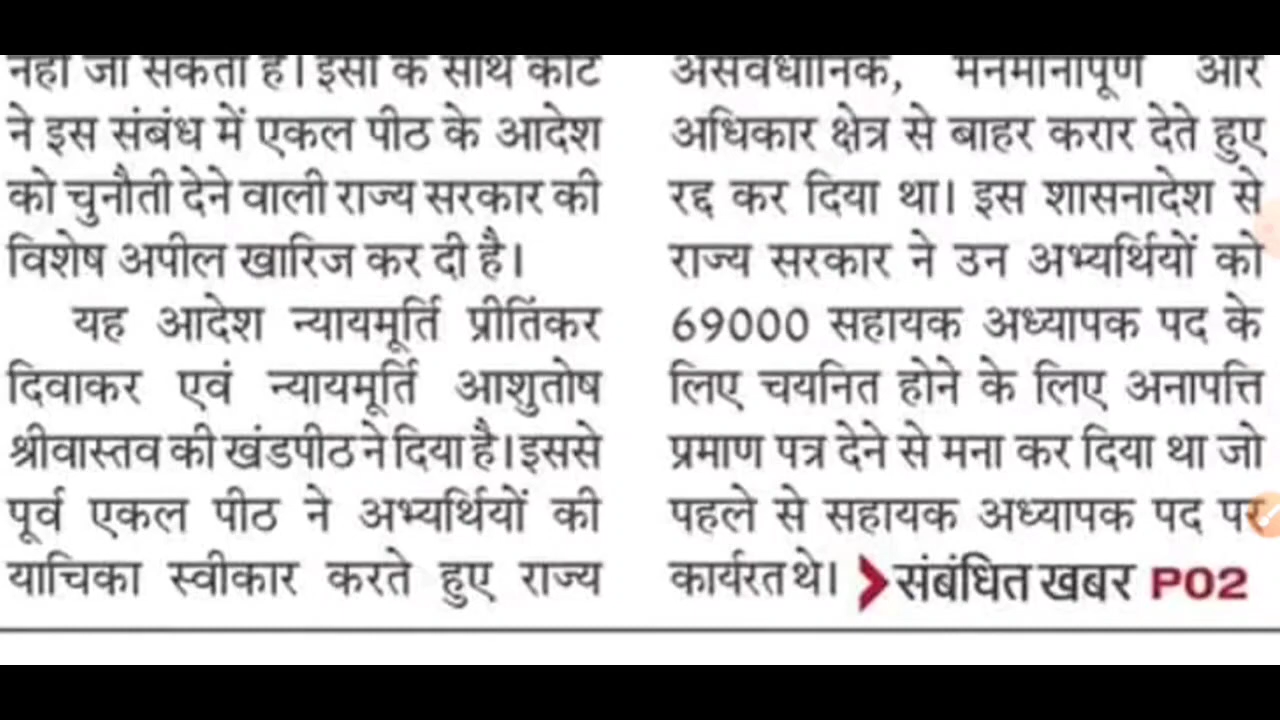 नहीं जा सकता है। इसी के साथ कोर्ट
ने इस संबंध में एकल पीठ के आदेश
को चुनौती देने वाली राज्य सरकार की
विशेष अपील खारिज कर दी है।
यह आदेश न्यायमूर्ति प्रीतिंकर
दिवाकर एवं न्यायमूर्ति आशुतोष
श्रीवास्तव की खंडपीठ ने दिया है। इससे
पूर्व एकल पीठ ने अभ्यर्थियों की
याचिका स्वीकार करते हुए राज्य
असंवैधानिक, मनमानापूर्ण और
अधिकार क्षेत्र से बाहर करार देते हुए
रद्द कर दिया था। इस शासनादेश से
राज्य सरकार ने उन अभ्यर्थियों को
69000 सहायक अध्यापक पद के
लिए चयनित होने के लिए अनापत्ति
प्रमाण पत्र देने से मना कर दिया था जो
पहले से सहायक अध्यापक पद पर
कार्यरत थे। संबंधित खबर P02